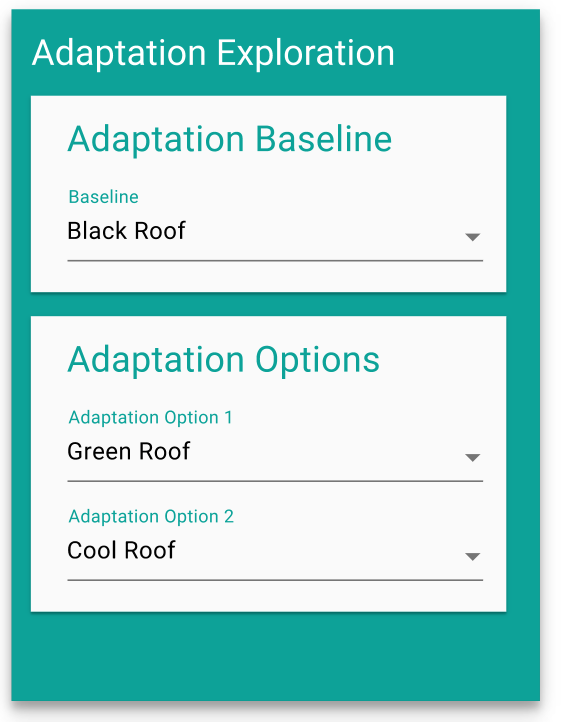 Adaptation Exploration
Adaptation Baseline
Baseline
Black Roof
Adaptation Options
Adaptation Option 1
Green Roof
Adaptation Option 2
Cool Roof